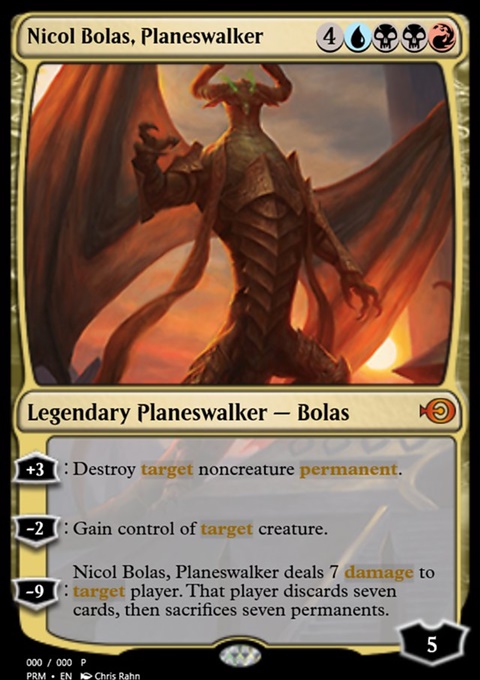 Nicol Bolas, Planeswalker 4
Legendary Planeswalker — Bolas
+3 : Destroy target noncreature permanent.
-2 : Gain control of target creature.
Nicol Bolas, Planeswalker deals 7 damage to
-9 : target player. That player discards seven
cards, then sacrifices seven permanents.
5
000 / 000 P
PRM • EN Chris Rahn